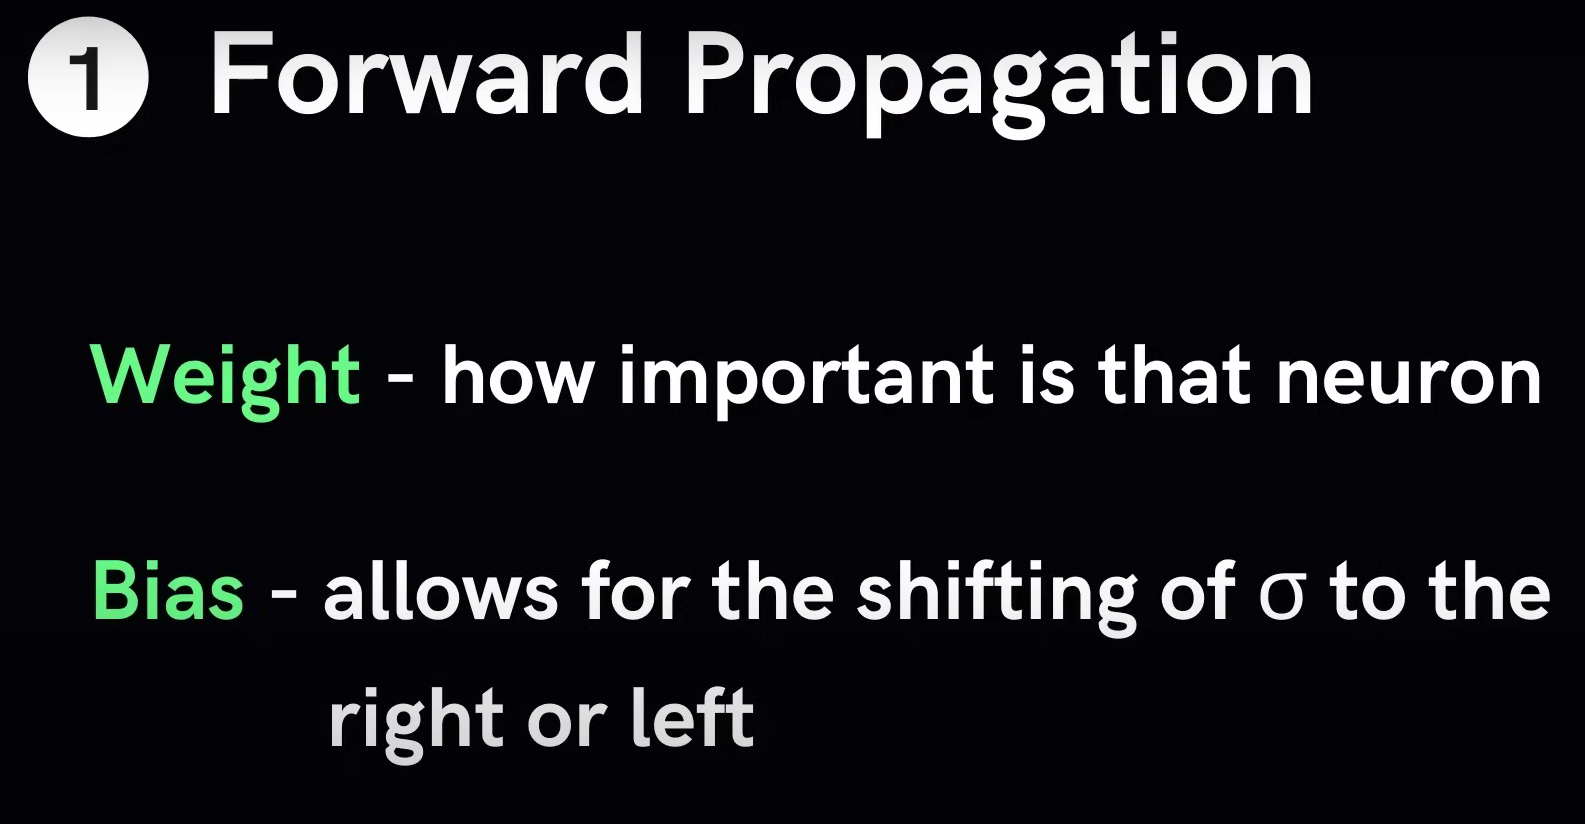 1 Forward Propagation
Weight - how important is that neuron
Bias - allows for the shifting of σ to the
right or left